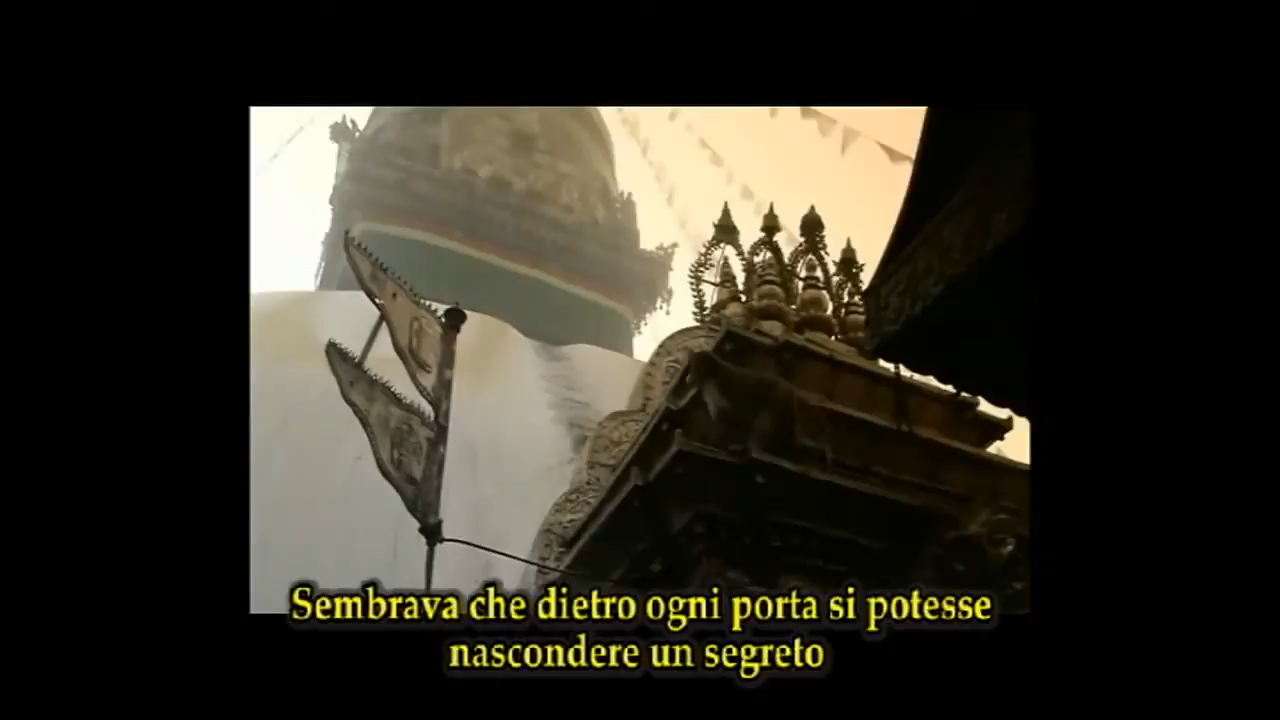 Sembrava che dietro ogni porta si potesse
nascondere un segreto